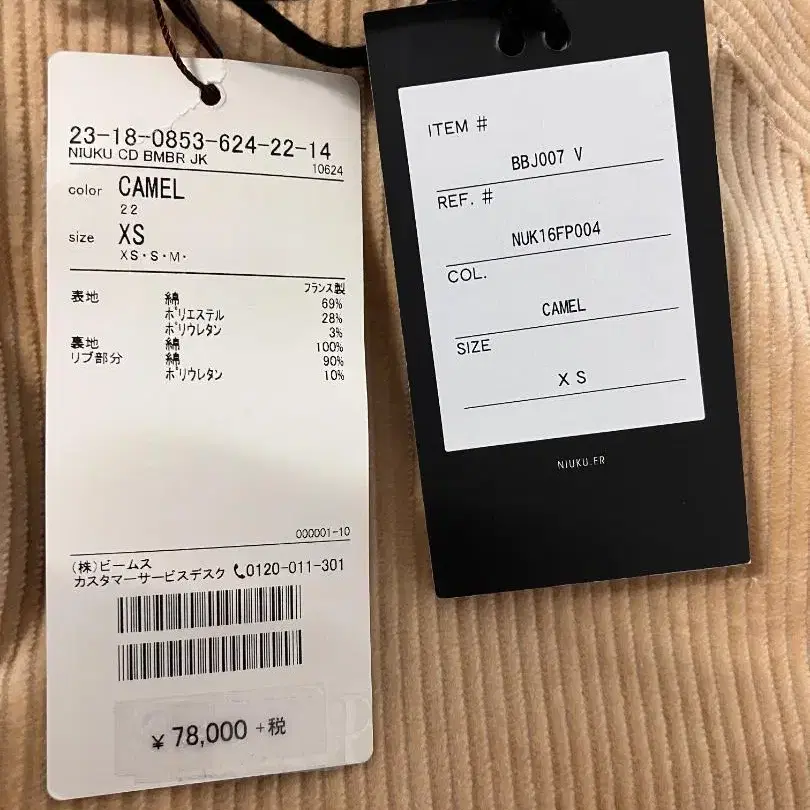 23-18-0853-624-22-14
NIUKU CD BMBR JK
10624
color CAMEL
22
size XS
XS・S・M・
フランス製
表地 綿 69%
ポリエステル 28%
ポリウレタン 3%
裏地 綿 100%
リブ部分 綿 90%
ポリウレタン 10%
000001-10
(株)ビームス
カスタマーサービスデスク 0120-011-301
¥78,000 +税
ITEM #
BBJ007 V
REF. #
NUK16FP004
COL.
CAMEL
SIZE
XS
NIUKU.FR